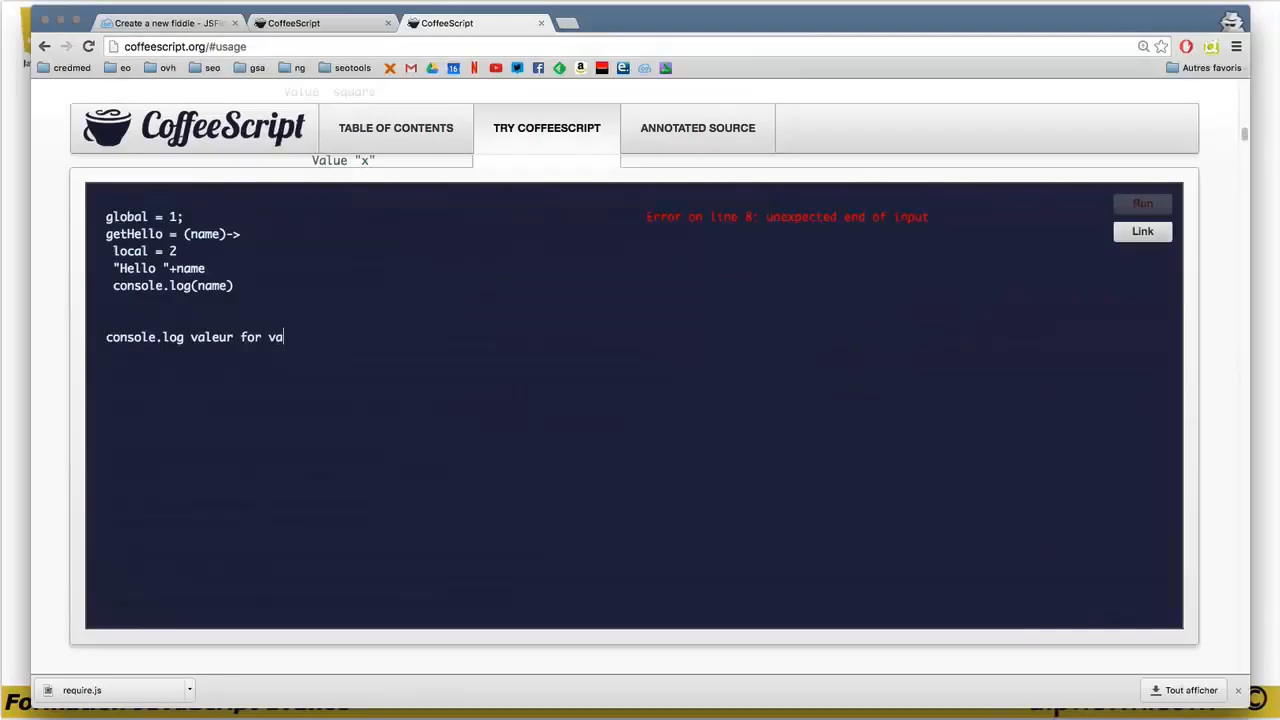 Create a new fiddle - JSFi
CoffeeScript
CoffeeScript
coffeescript.org/#usage
credmed
eo
ovh
seo
gsa
ng
seotools
16
Autres favoris
Value square
CoffeeScript
TABLE OF CONTENTS
TRY COFFEESCRIPT
ANNOTATED SOURCE
Value "x"
global = 1;
getHello = (name)->
local = 2
"Hello "+name
console.log(name)
console.log valeur for va
Error on line 8: unexpected end of input
Run
Link
require.js
Tout afficher